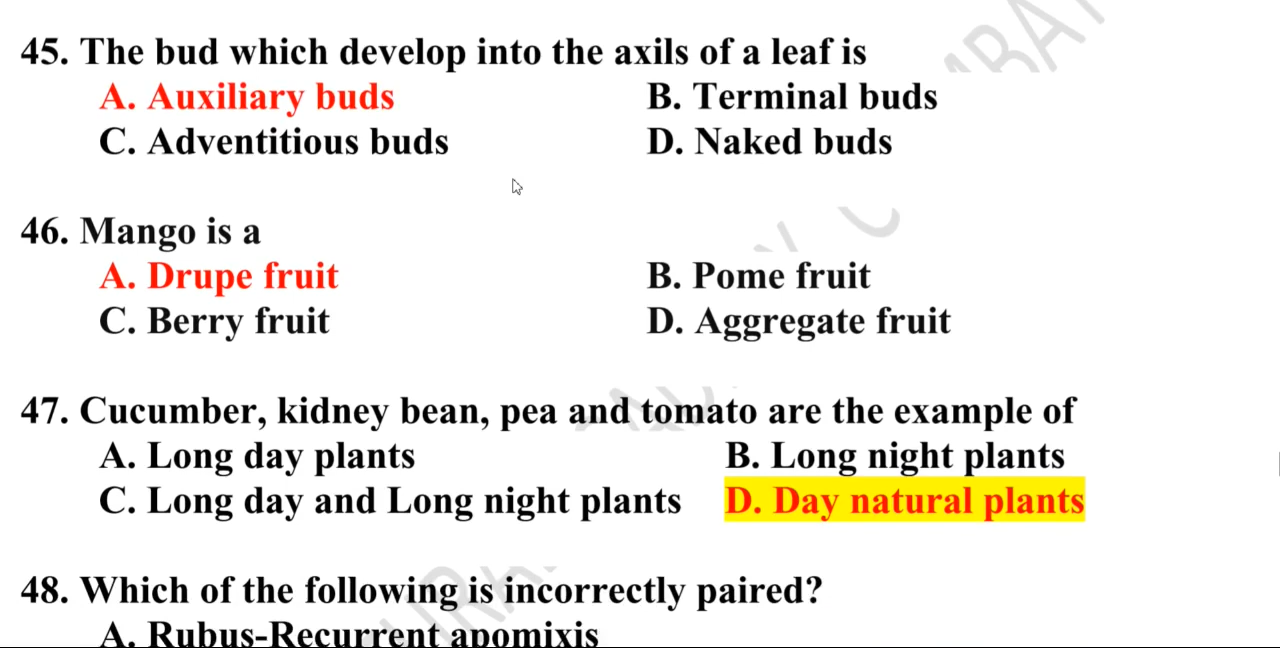 45. The bud which develop into the axils of a leaf is
A. Auxiliary buds B. Terminal buds
C. Adventitious buds D. Naked buds
46. Mango is a
A. Drupe fruit B. Pome fruit
C. Berry fruit D. Aggregate fruit
47. Cucumber, kidney bean, pea and tomato are the example of
A. Long day plants B. Long night plants
C. Long day and Long night plants D. Day natural plants
48. Which of the following is incorrectly paired?
A. Rubus-Recurrent apomixis